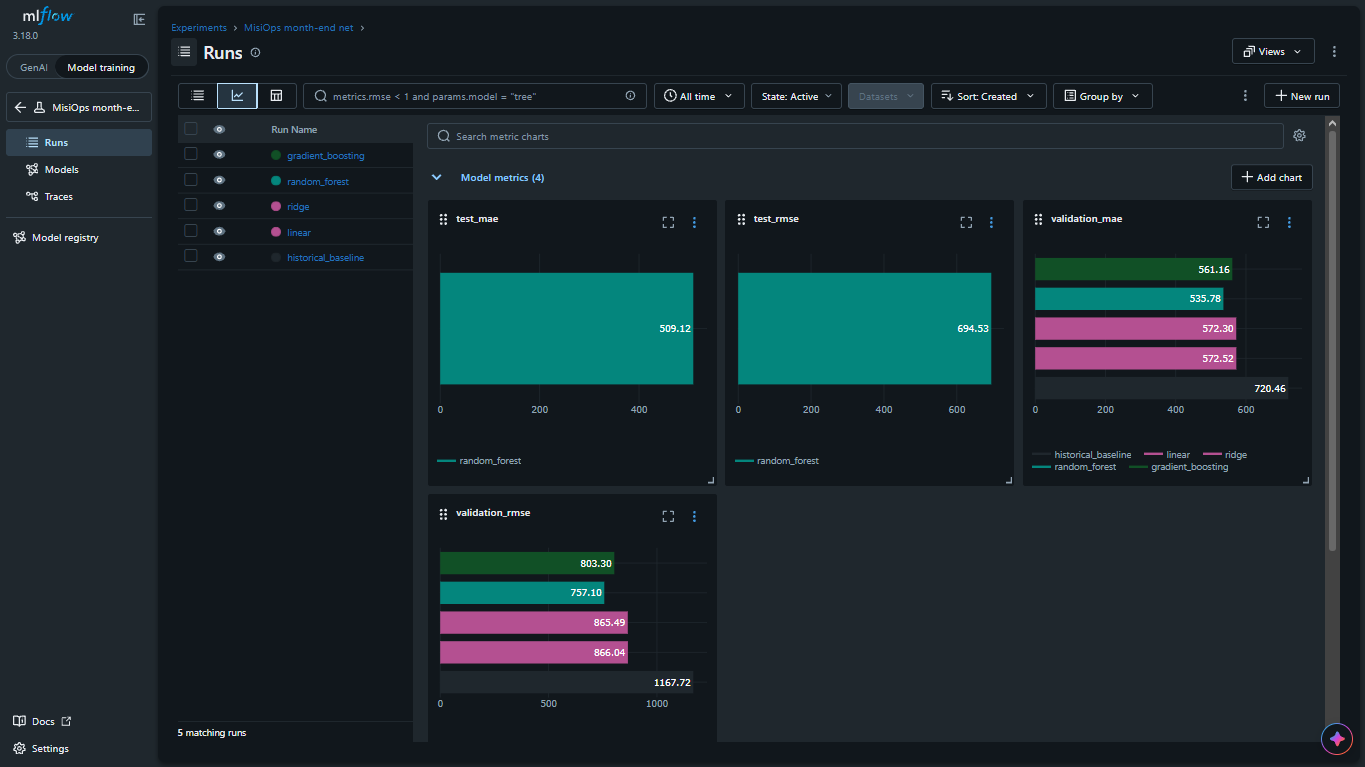 mlflow
3.18.0
GenAI Model training
MisiOps month-e...
Runs
Models
Traces
Model registry
Docs
Settings
Experiments > MisiOps month-end net >
Runs
Views
metrics.rmse < 1 and params.model = "tree"
All time
State: Active
Datasets
Sort: Created
Group by
New run
Run Name
gradient_boosting
random_forest
ridge
linear
historical_baseline
5 matching runs
Search metric charts
Model metrics (4)
Add chart
test_mae
509.12
0 200 400
random_forest
test_rmse
694.53
0 200 400 600
random_forest
validation_mae
561.16
535.78
572.30
572.52
720.46
0 200 400 600
historical_baseline linear ridge
random_forest gradient_boosting
validation_rmse
803.30
757.10
865.49
866.04
1167.72
0 500 1000